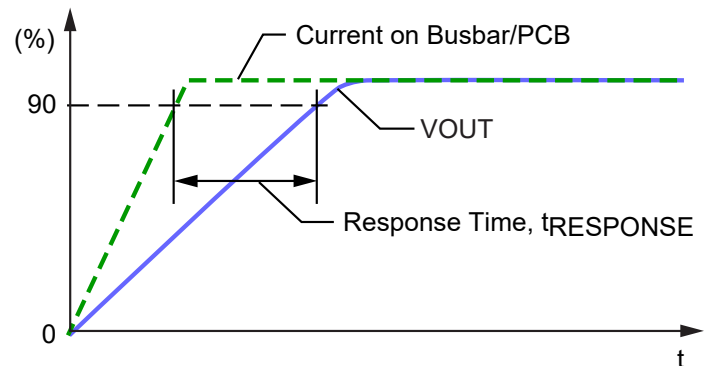 (%)
Current on Busbar/PCB
90
VOUT
Response Time, tRESPONSE
0
t